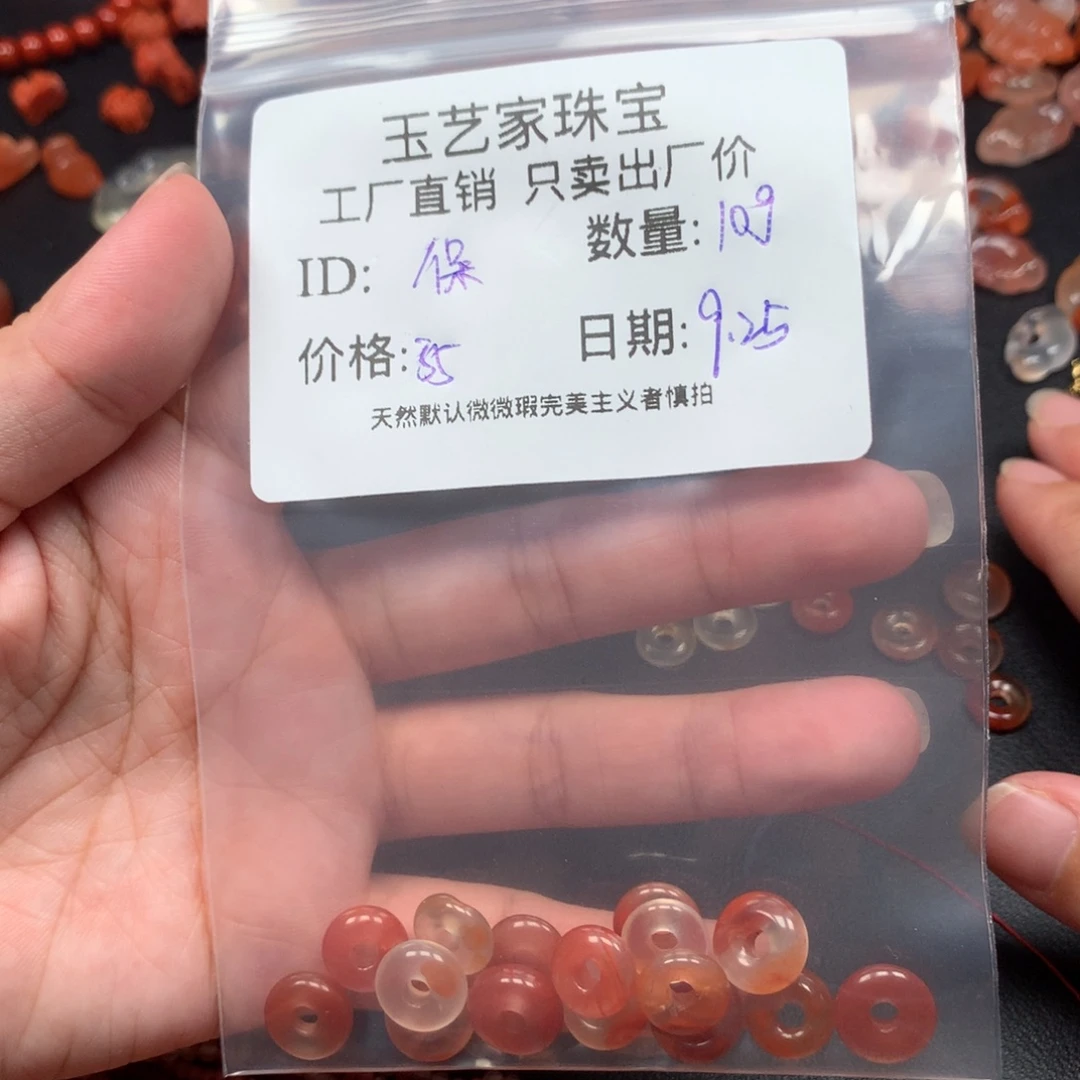 玉艺家珠宝
工厂直销 只卖出厂价
ID: 保 数量: 10g
价格: 35 日期: 9.25
天然默认微微瑕完美主义者慎拍